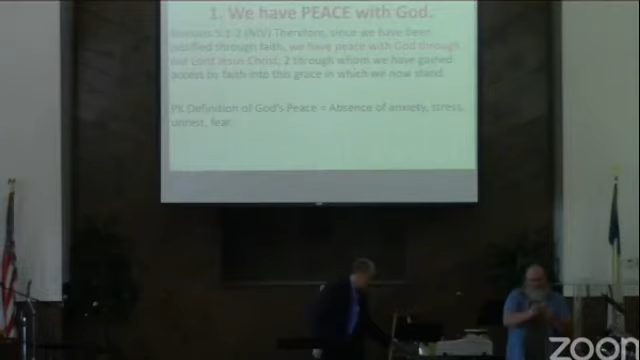 1. We have PEACE with God.
Romans 5:1-2 (NIV) Therefore, since we have been
justified through faith, we have peace with God through
our Lord Jesus Christ, 2 through whom we have gained
access by faith into this grace in which we now stand.
PK Definition of God's Peace = Absence of anxiety, stress,
unrest, fear.
zoom